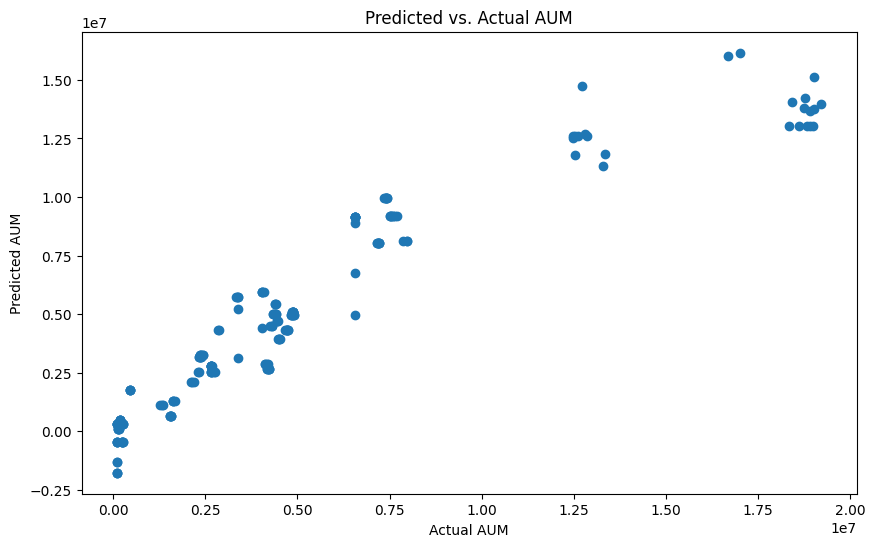 Predicted vs. Actual AUM
1e7
1.50
1.25
1.00
0.75
0.50
0.25
0.00
−0.25
Predicted AUM
0.00 0.25 0.50 0.75 1.00 1.25 1.50 1.75 2.00
1e7
Actual AUM